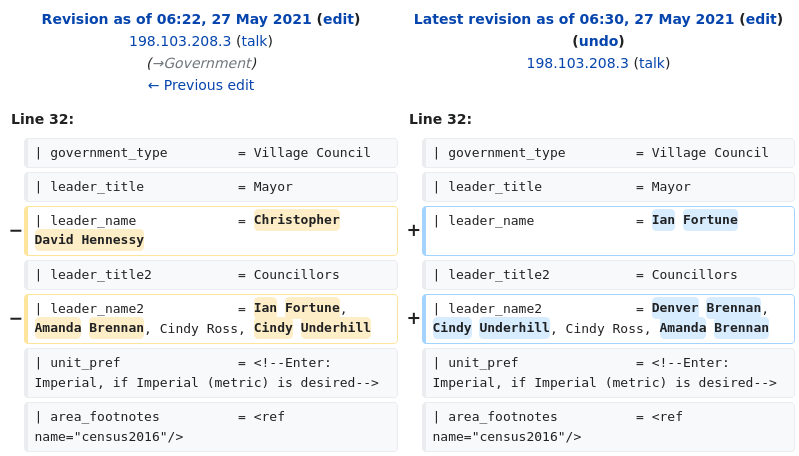 Revision as of 06:22, 27 May 2021 (edit)
198.103.208.3 (talk)
(→Government)
← Previous edit
Latest revision as of 06:30, 27 May 2021 (edit)
(undo)
198.103.208.3 (talk)
Line 32:
Line 32:
| government_type = Village Council
| government_type = Village Council
| leader_title = Mayor
| leader_title = Mayor
− | leader_name = Christopher
David Hennessy
+ | leader_name = Ian Fortune
| leader_title2 = Councillors
| leader_title2 = Councillors
− | leader_name2 = Ian Fortune,
Amanda Brennan, Cindy Ross, Cindy Underhill
+ | leader_name2 = Denver Brennan,
Cindy Underhill, Cindy Ross, Amanda Brennan
| unit_pref = <!--Enter:
Imperial, if Imperial (metric) is desired-->
| unit_pref = <!--Enter:
Imperial, if Imperial (metric) is desired-->
| area_footnotes = <ref
name="census2016"/>
| area_footnotes = <ref
name="census2016"/>